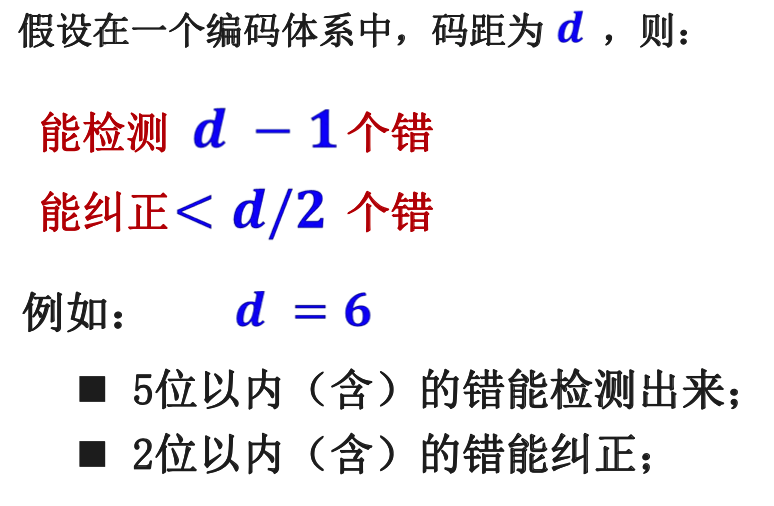 假设在一个编码体系中，码距为 d ，则：
能检测 d − 1 个错
能纠正 < d/2 个错
例如： d = 6
■ 5位以内（含）的错能检测出来；
■ 2位以内（含）的错能纠正；